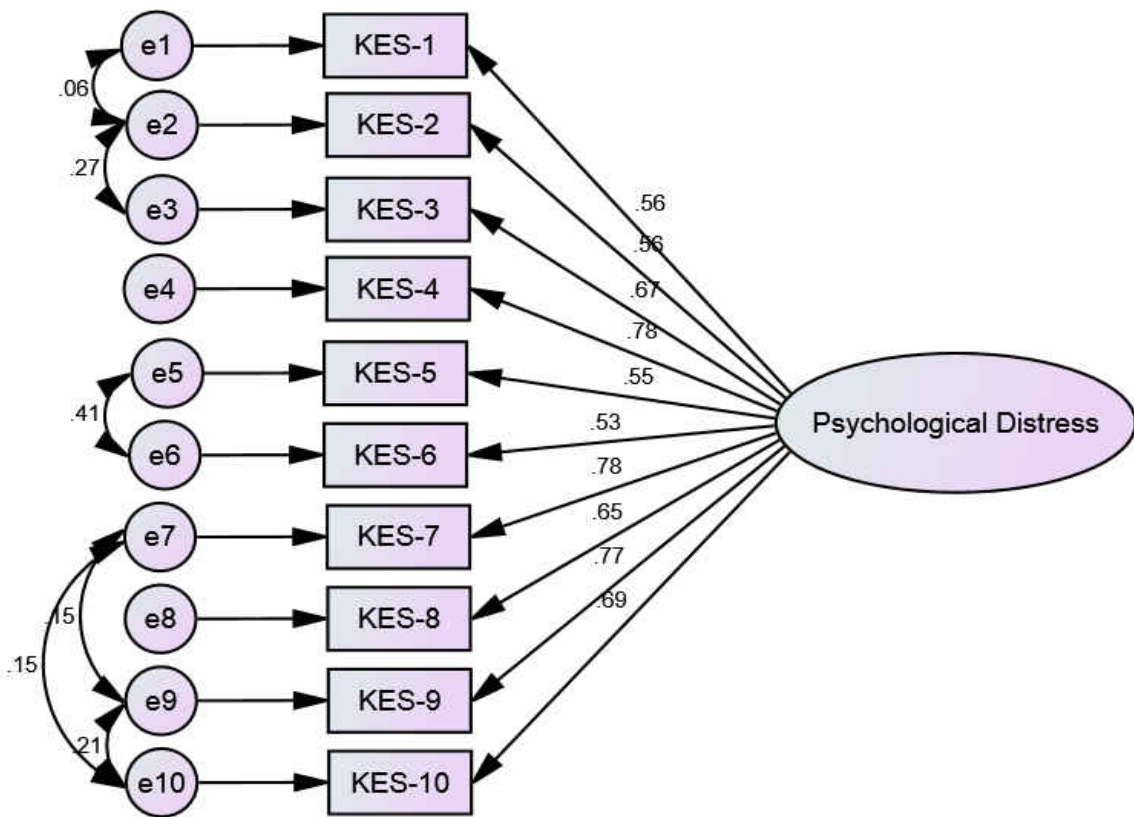 e1
KES-1
.06
e2
KES-2
.27
e3
KES-3
.56
.56
e4
KES-4
.67
.78
e5
KES-5
.55
.41
Psychological Distress
e6
KES-6
.53
.78
e7
KES-7
.65
.15
e8
KES-8
.77
.69
.15
e9
KES-9
.21
e10
KES-10